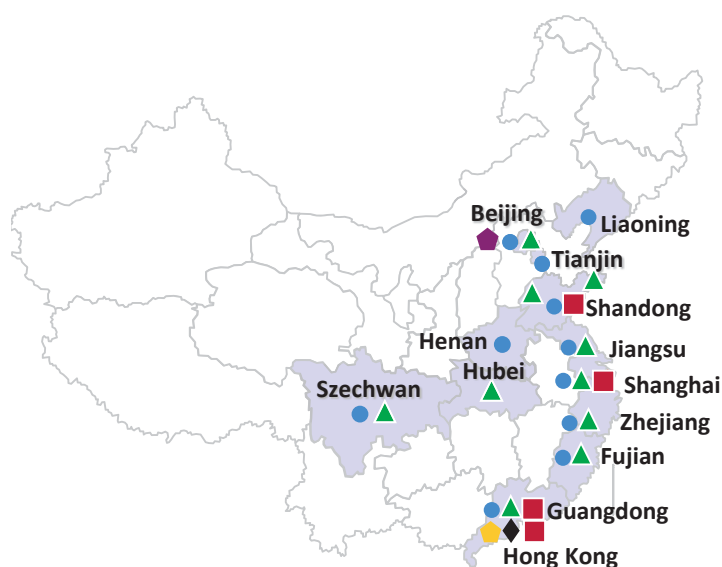 Beijing
Liaoning
Tianjin
Shandong
Henan
Jiangsu
Hubei
Shanghai
Szechwan
Zhejiang
Fujian
Guangdong
Hong Kong